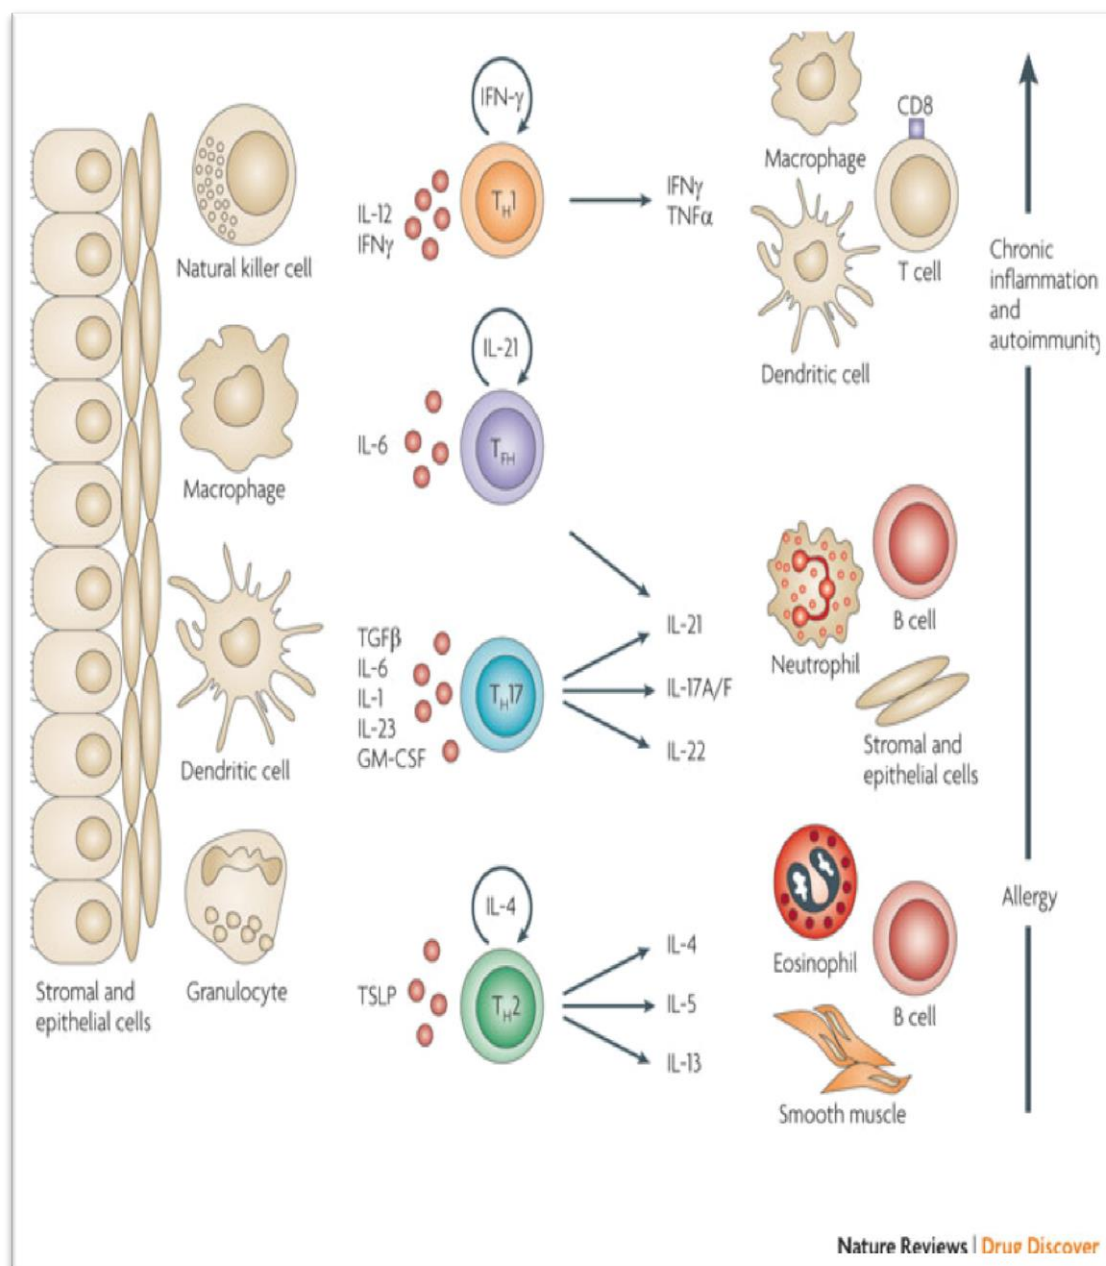 Stromal and
epithelial cells
Natural killer cell
Macrophage
Dendritic cell
Granulocyte
IFN-γ
IL-12
IFNγ
TH1
IFNγ
TNFα
IL-21
IL-6
TFH
TGFβ
IL-6
IL-1
IL-23
GM-CSF
TH17
IL-21
IL-17A/F
IL-22
IL-4
TSLP
TH2
IL-4
IL-5
IL-13
Macrophage
CD8
T cell
Dendritic cell
B cell
Neutrophil
Stromal and
epithelial cells
Eosinophil
B cell
Smooth muscle
Chronic
inflammation
and
autoimmunity
Allergy
Nature Reviews | Drug Discover